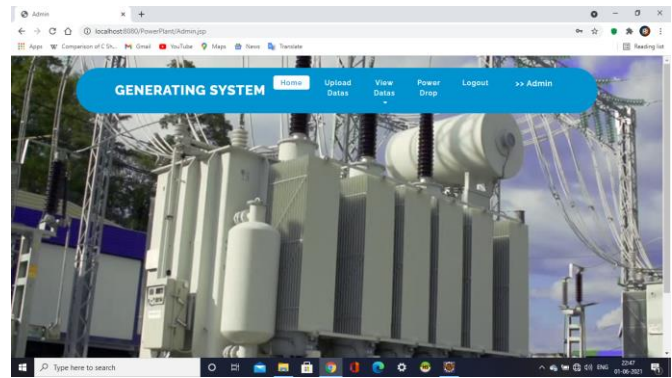 Admin
localhost:8080/PowerPlant/Admin.jsp
Apps Comparison of C Sh... Gmail YouTube Maps News Translate Reading list
GENERATING SYSTEM
Home Upload Datas View Datas Power Drop Logout >> Admin
Type here to search
ENG
22:47
01-06-2021